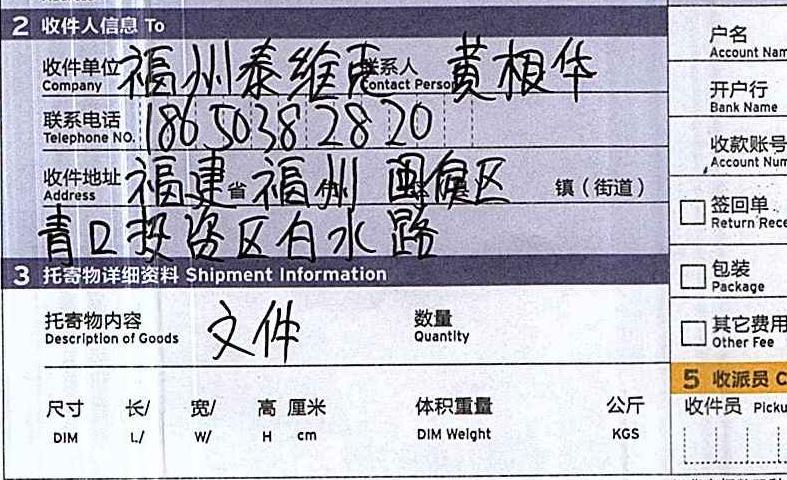 2 收件人信息 To
收件单位 福州泰维克 联系人 黄相华
Company Contact Person
联系电话 18650382820
Telephone NO.
收件地址 福建省福州 闽侯区 镇（街道）
Address
青口投资区白水路
3 托寄物详细资料 Shipment Information
托寄物内容 文件 数量
Description of Goods Quantity
尺寸 长/ 宽/ 高 厘米 体积重量 公斤
DIM L/ W/ H cm DIM Weight KGS
户名
Account Nam
开户行
Bank Name
收款账号
Account Num
签回单
Return Rece
包装
Package
其它费用
Other Fee
5 收派员 C
收件员 Picku